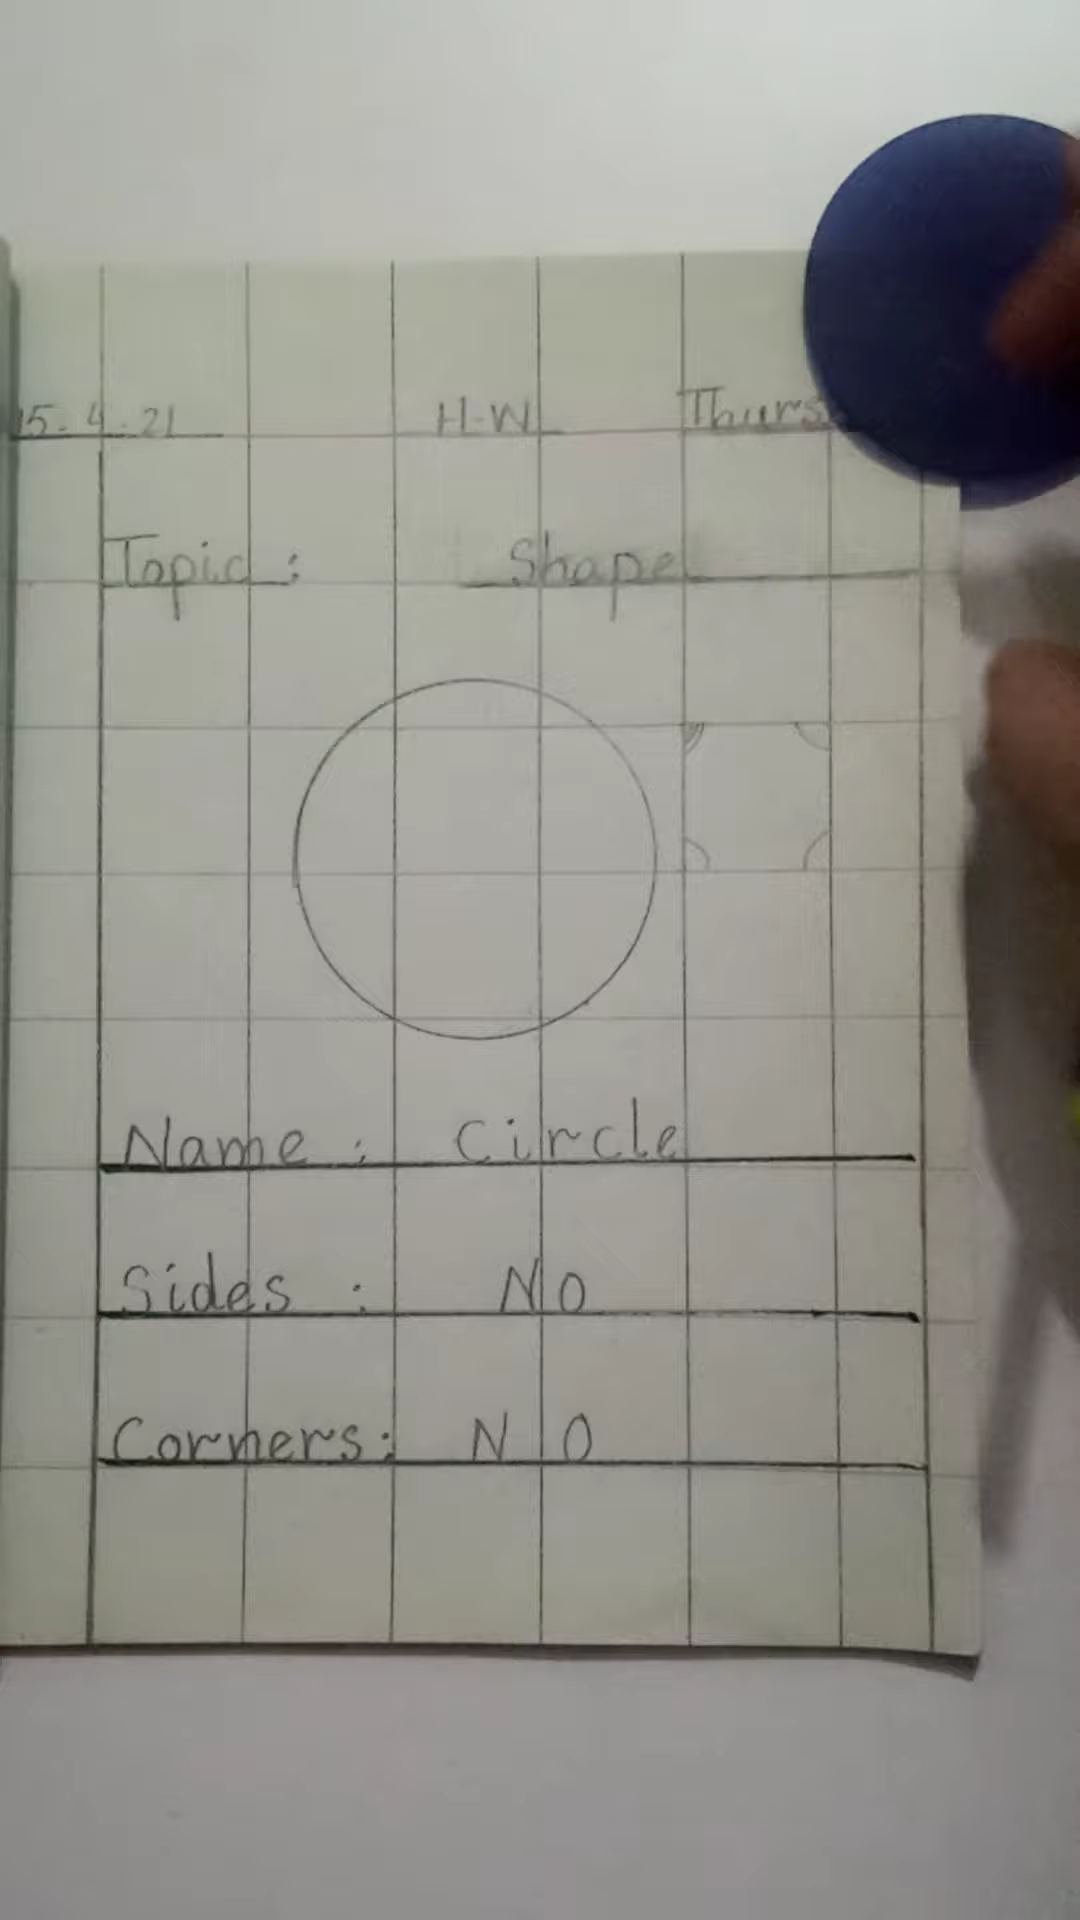 15.4.21 H-W Thurs
Topic : Shape
Name : Circle
Sides : NO
Corners : NO